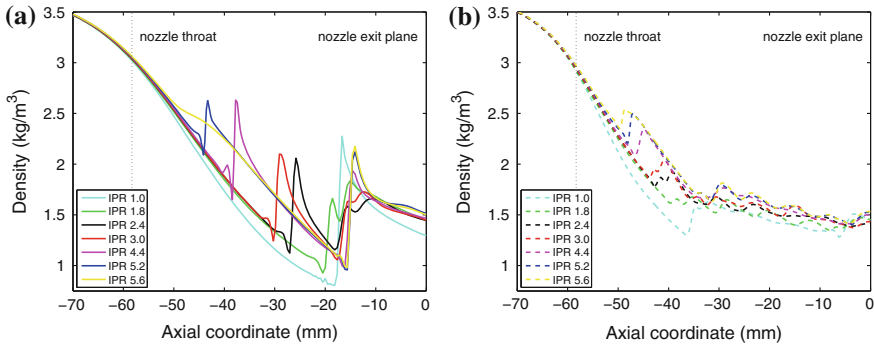 (a)
3.5
3
2.5
2
1.5
1
Density (kg/m³)
nozzle throat
nozzle exit plane
IPR 1.0
IPR 1.8
IPR 2.4
IPR 3.0
IPR 4.4
IPR 5.2
IPR 5.6
−70 −60 −50 −40 −30 −20 −10 0
Axial coordinate (mm)
(b)
3.5
3
2.5
2
1.5
1
Density (kg/m³)
nozzle throat
nozzle exit plane
IPR 1.0
IPR 1.8
IPR 2.4
IPR 3.0
IPR 4.4
IPR 5.2
IPR 5.6
−70 −60 −50 −40 −30 −20 −10 0
Axial coordinate (mm)